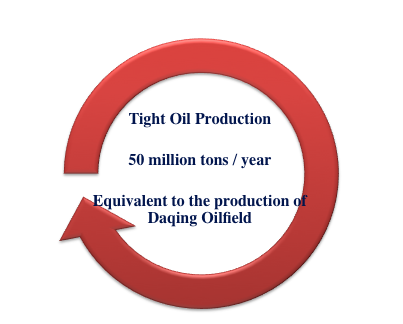 Tight Oil Production
50 million tons / year
Equivalent to the production of
Daqing Oilfield